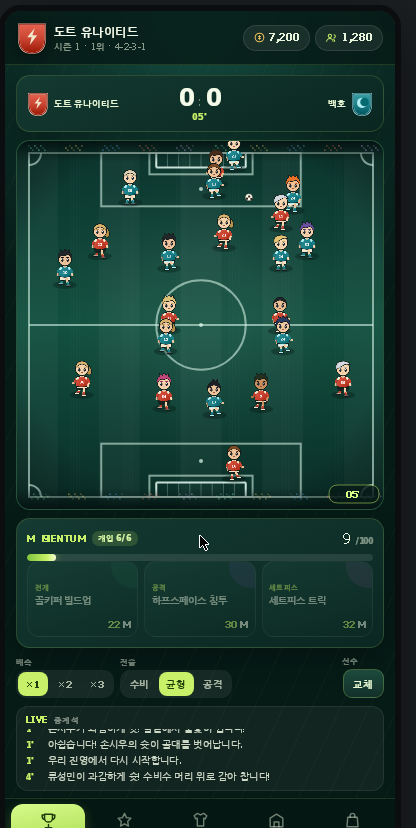 도트 유나이티드
시즌 1 · 1위 · 4-2-3-1
7,200
1,280
도트 유나이티드
0 : 0
백호
05'
05'
개입 6/6
9 /100
전개
골키퍼 빌드업
22 M
공격
하프스페이스 침투
30 M
세트피스
세트피스 트릭
32 M
배속
전술
선수
×1
×2
×3
수비
균형
공격
교체
LIVE 중계석
1' 아쉽습니다! 손시우의 슛이 골대를 벗어납니다.
1' 우리 진영에서 다시 시작합니다.
4' 류성민이 과감하게 슛! 수비수 머리 위로 감아 찹니다!